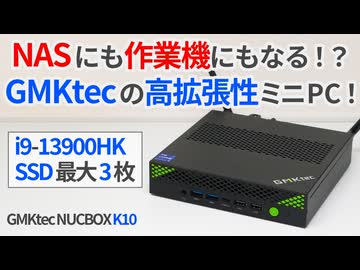 NASにも作業機にもなる！？
GMKtecの高拡張性ミニPC！
i9-13900HK
SSD最大3枚
GMKtec NUCBOX K10
GMKtec